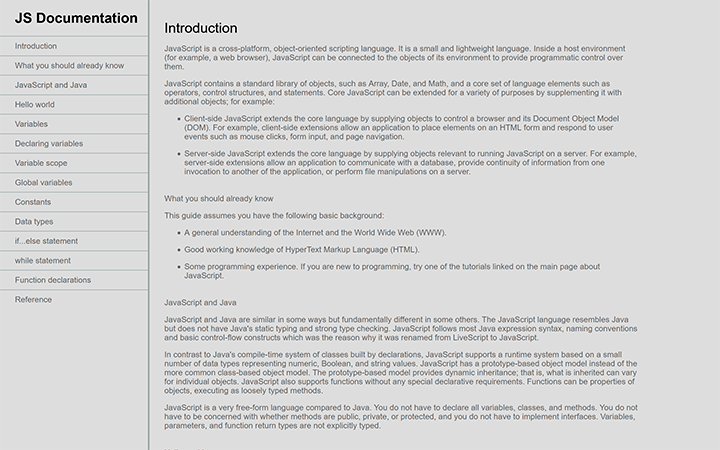 JS Documentation
Introduction
What you should already know
JavaScript and Java
Hello world
Variables
Declaring variables
Variable scope
Global variables
Constants
Data types
if...else statement
while statement
Function declarations
Reference
Introduction
JavaScript is a cross-platform, object-oriented scripting language. It is a small and lightweight language. Inside a host environment
(for example, a web browser), JavaScript can be connected to the objects of its environment to provide programmatic control over
them.
JavaScript contains a standard library of objects, such as Array, Date, and Math, and a core set of language elements such as
operators, control structures, and statements. Core JavaScript can be extended for a variety of purposes by supplementing it with
additional objects; for example:
Client-side JavaScript extends the core language by supplying objects to control a browser and its Document Object Model
(DOM). For example, client-side extensions allow an application to place elements on an HTML form and respond to user
events such as mouse clicks, form input, and page navigation.
Server-side JavaScript extends the core language by supplying objects relevant to running JavaScript on a server. For example,
server-side extensions allow an application to communicate with a database, provide continuity of information from one
invocation to another of the application, or perform file manipulations on a server.
What you should already know
This guide assumes you have the following basic background:
A general understanding of the Internet and the World Wide Web (WWW).
Good working knowledge of HyperText Markup Language (HTML).
Some programming experience. If you are new to programming, try one of the tutorials linked on the main page about
JavaScript.
JavaScript and Java
JavaScript and Java are similar in some ways but fundamentally different in some others. The JavaScript language resembles Java
but does not have Java's static typing and strong type checking. JavaScript follows most Java expression syntax, naming conventions
and basic control-flow constructs which was the reason why it was renamed from LiveScript to JavaScript.
In contrast to Java's compile-time system of classes built by declarations, JavaScript supports a runtime system based on a small
number of data types representing numeric, Boolean, and string values. JavaScript has a prototype-based object model instead of the
more common class-based object model. The prototype-based model provides dynamic inheritance; that is, what is inherited can vary
for individual objects. JavaScript also supports functions without any special declarative requirements. Functions can be properties of
objects, executing as loosely typed methods.
JavaScript is a very free-form language compared to Java. You do not have to declare all variables, classes, and methods. You do not
have to be concerned with whether methods are public, private, or protected, and you do not have to implement interfaces. Variables,
parameters, and function return types are not explicitly typed.